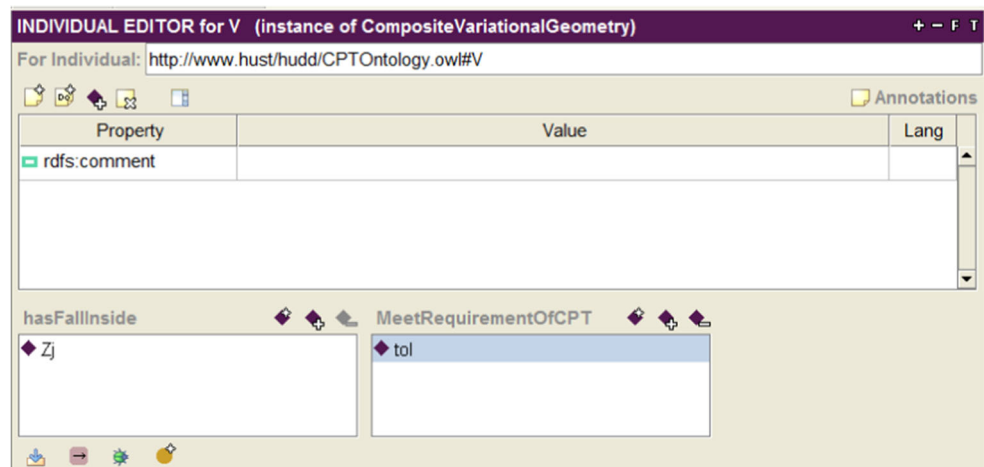 INDIVIDUAL EDITOR for V (instance of CompositeVariationalGeometry) + − F T
For Individual: http://www.hust/hudd/CPTOntology.owl#V
Annotations
Property Value Lang
rdfs:comment
hasFallInside MeetRequirementOfCPT
Zj tol